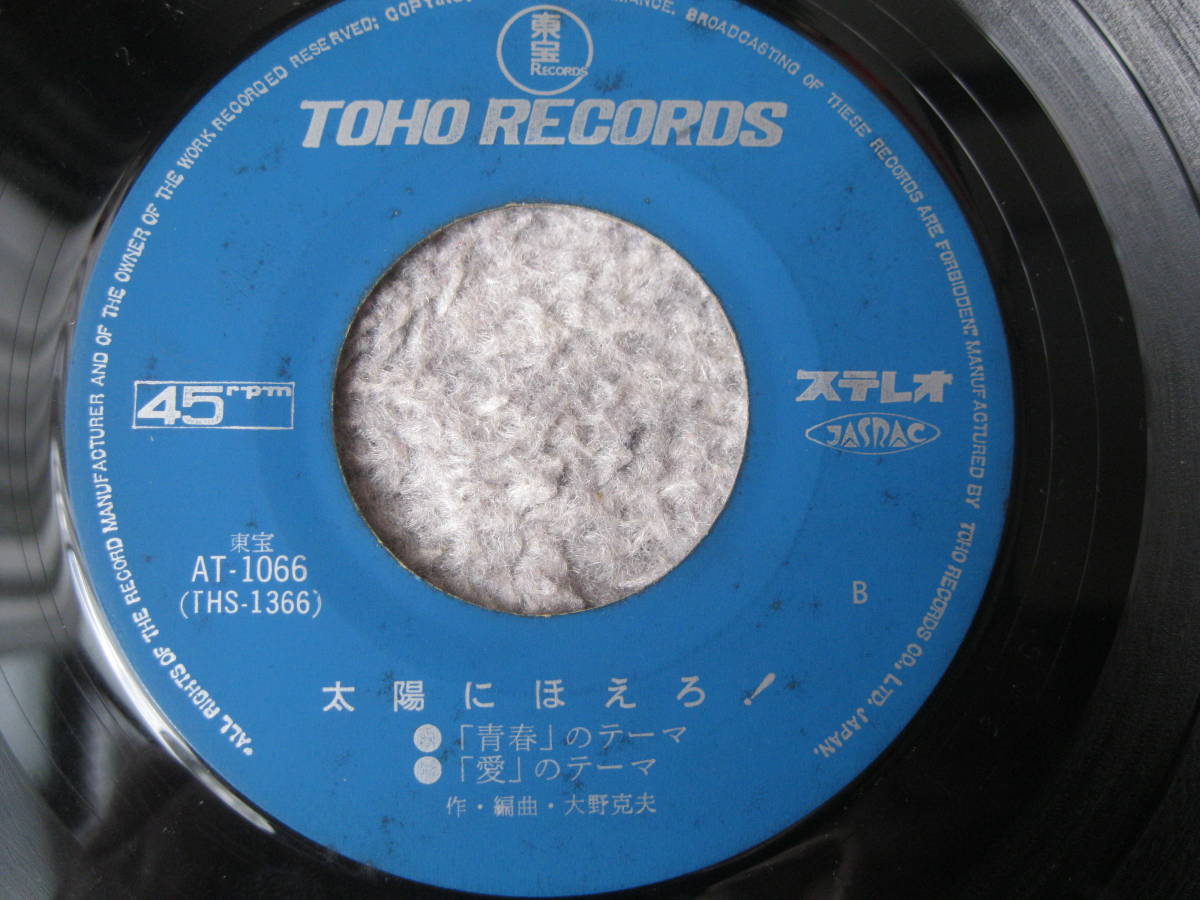 東宝
RECORDS
TOHO RECORDS
45rpm
ステレオ
JASRAC
東宝
AT-1066
(THS-1366)
B
太陽にほえろ!
●「青春」のテーマ
●「愛」のテーマ
作・編曲・大野克夫
"ALL RIGHTS OF THE RECORD MANUFACTURER AND OF THE OWNER OF THE WORK RECORDED RESERVED; BROADCASTING OF THESE RECORDS ARE FORBIDDEN." MANUFACTURED BY TOHO RECORDS CO., LTD. JAPAN.